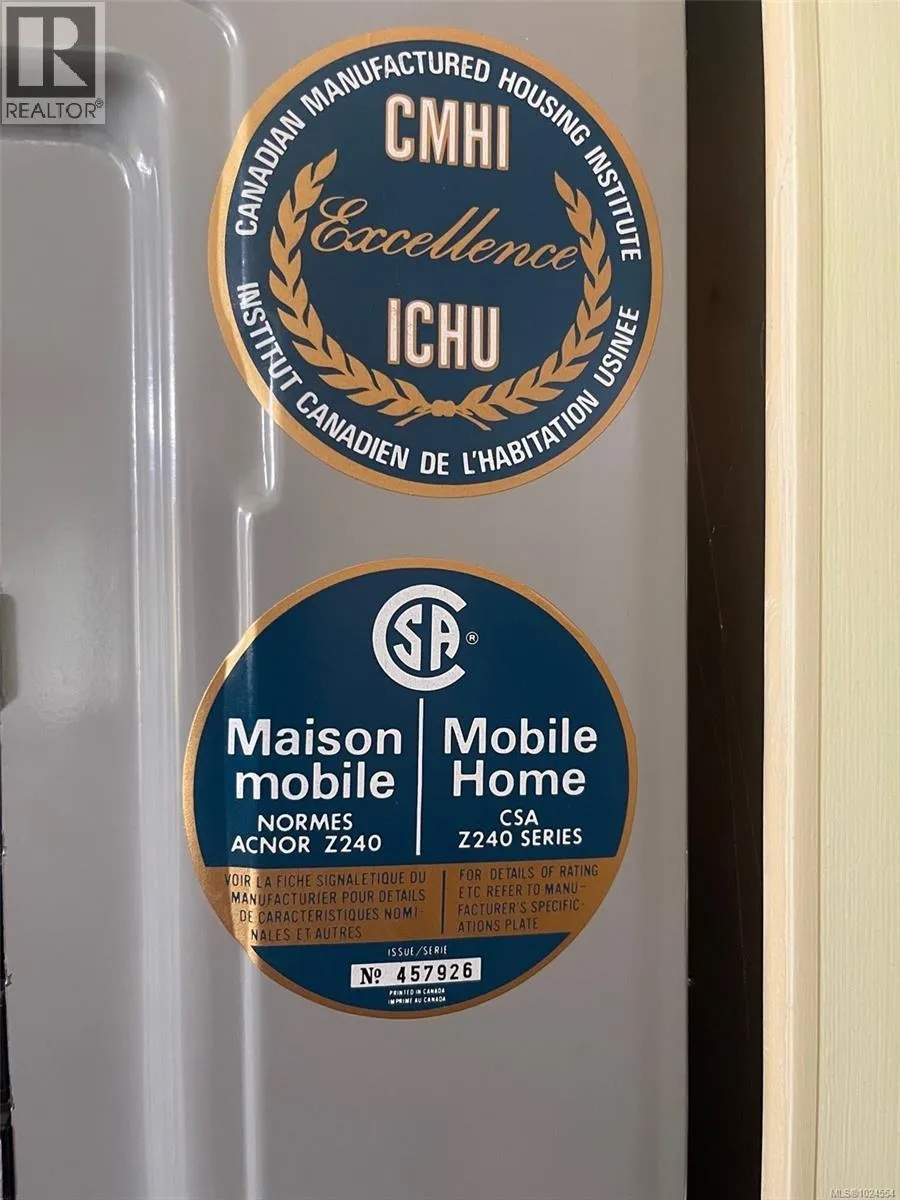 R
REALTOR®
CANADIAN MANUFACTURED HOUSING INSTITUTE
CMHI
Excellence
ICHU
INSTITUT CANADIEN DE L'HABITATION USINEE
CSA®
Maison
mobile
NORMES
ACNOR Z240
Mobile
Home
CSA
Z240 SERIES
VOIR LA FICHE SIGNALETIQUE DU
MANUFACTURIER POUR DETAILS
DE CARACTERISTIQUES NOMI-
NALES ET AUTRES
FOR DETAILS OF RATING
ETC REFER TO MANU-
FACTURER'S SPECIFIC-
ATIONS PLATE
ISSUE/SERIE
Nº 457926
PRINTED IN CANADA
IMPRIME AU CANADA
MLS®1024554